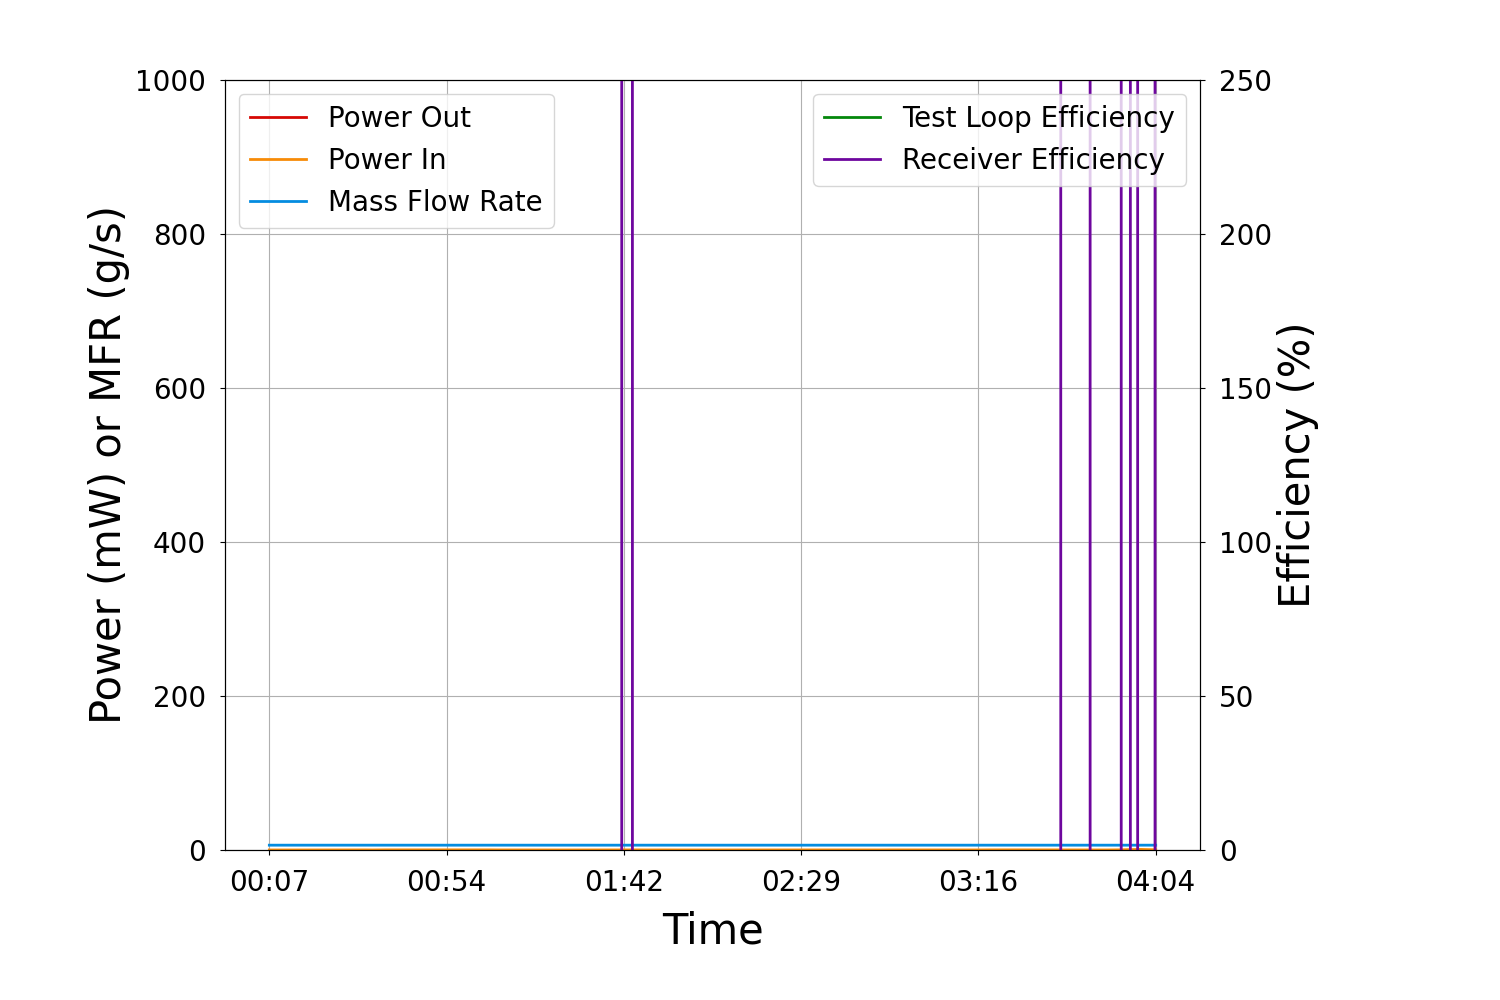 1000
800
600
400
200
0
Power (mW) or MFR (g/s)
Power Out
Power In
Mass Flow Rate
Test Loop Efficiency
Receiver Efficiency
250
200
150
100
50
0
Efficiency (%)
00:07 00:54 01:42 02:29 03:16 04:04
Time